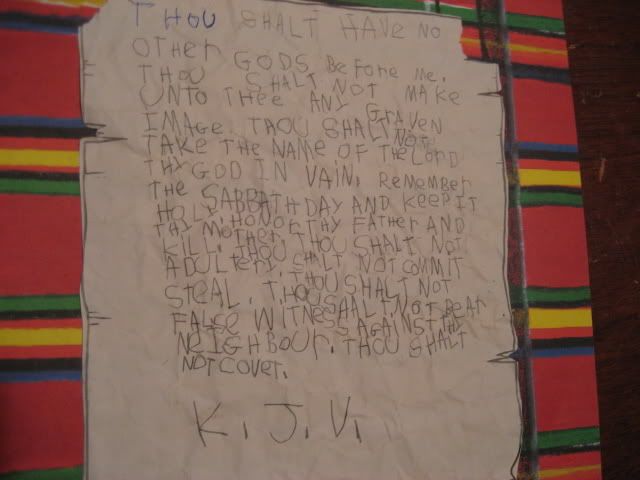 THOU SHALT HAVE NO
OTHER GODS BEFORE ME.
THOU SHALT NOT MAKE
UNTO THEE ANY GRAVEN
IMAGE. THOU SHALT NOT
TAKE THE NAME OF THE LORD
THY GOD IN VAIN. REMEMBER
THE SABBATH DAY AND KEEP IT
HOLY. HONOR THY FATHER AND
THY MOTHER. THOU SHALT NOT
KILL. THOU SHALT NOT COMMIT
ADULTERY. THOU SHALT NOT
STEAL. THOU SHALT NOT BEAR
FALSE WITNESS AGAINST THY
NEIGHBOUR. THOU SHALT
NOT COVET.
K. J. V.